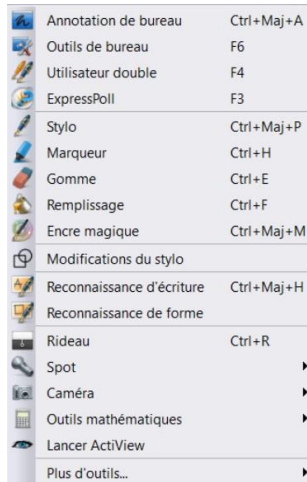 Annotation de bureau Ctrl+Maj+A
Outils de bureau F6
Utilisateur double F4
ExpressPoll F3
Stylo Ctrl+Maj+P
Marqueur Ctrl+H
Gomme Ctrl+E
Remplissage Ctrl+F
Encre magique Ctrl+Maj+M
Modifications du stylo
Reconnaissance d'écriture Ctrl+Maj+H
Reconnaissance de forme
Rideau Ctrl+R
Spot
Caméra
Outils mathématiques
Lancer ActiView
Plus d'outils...